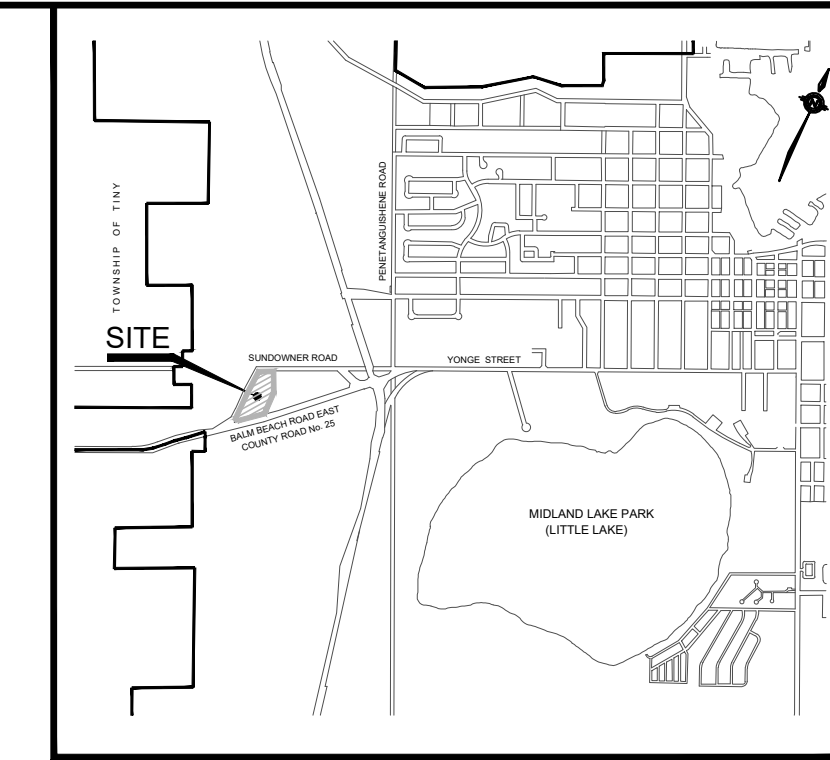 TOWNSHIP OF TINY
PENETANGUISHENE ROAD
SITE
SUNDOWNER ROAD
YONGE STREET
BALM BEACH ROAD EAST
COUNTY ROAD No. 25
MIDLAND LAKE PARK
(LITTLE LAKE)